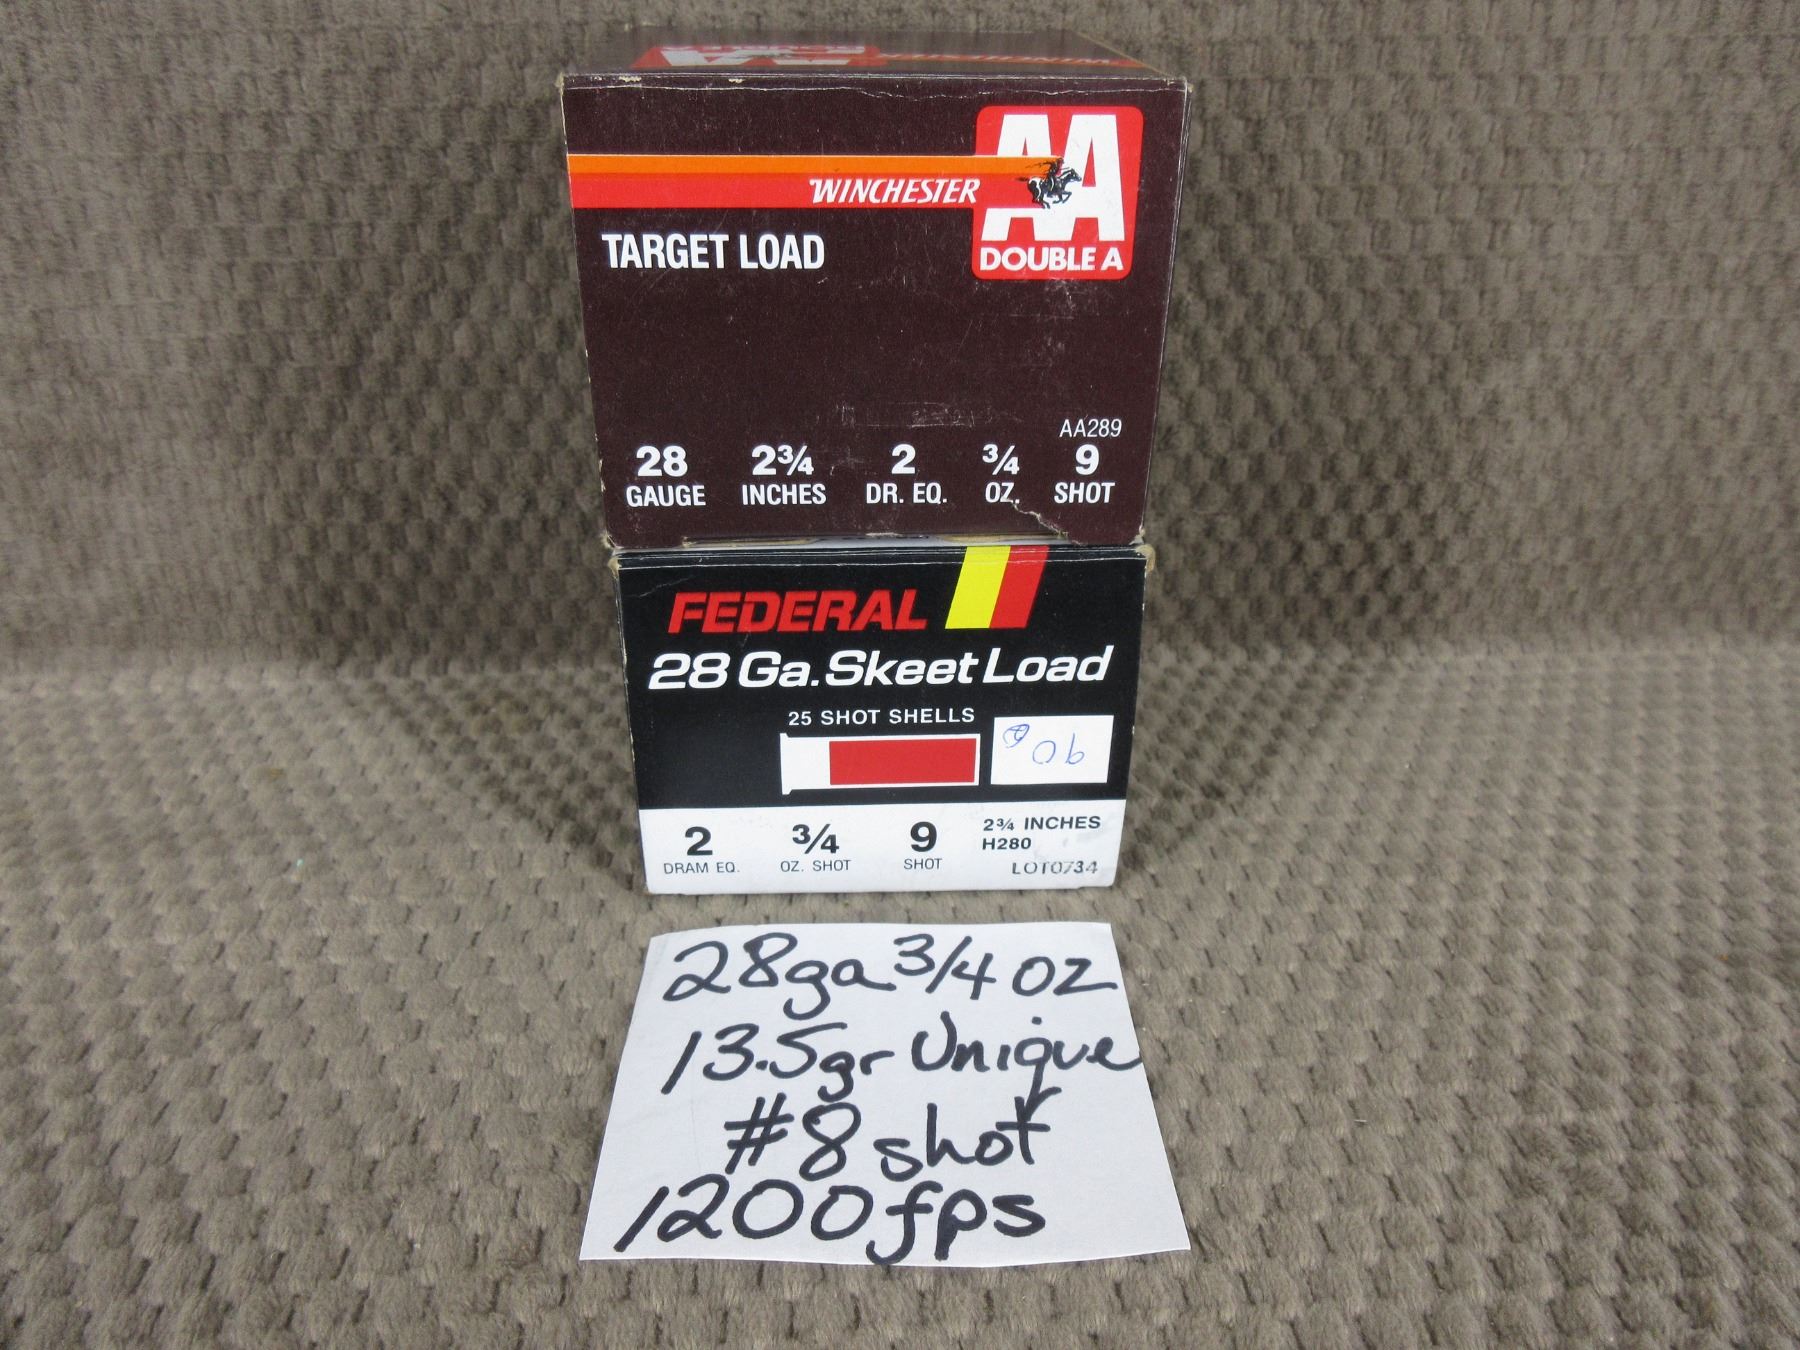 AA
WINCHESTER
DOUBLE A
TARGET LOAD
AA289
28 2¾ 2 ¾ 9
GAUGE INCHES DR. EQ. OZ. SHOT
FEDERAL
28 Ga. Skeet Load
25 SHOT SHELLS
2 ¾ 9 2¾ INCHES
H280
DRAM EQ. OZ. SHOT SHOT LOT0734
28ga 3/4 oz
13.5gr Unique
#8 shot
1200fps